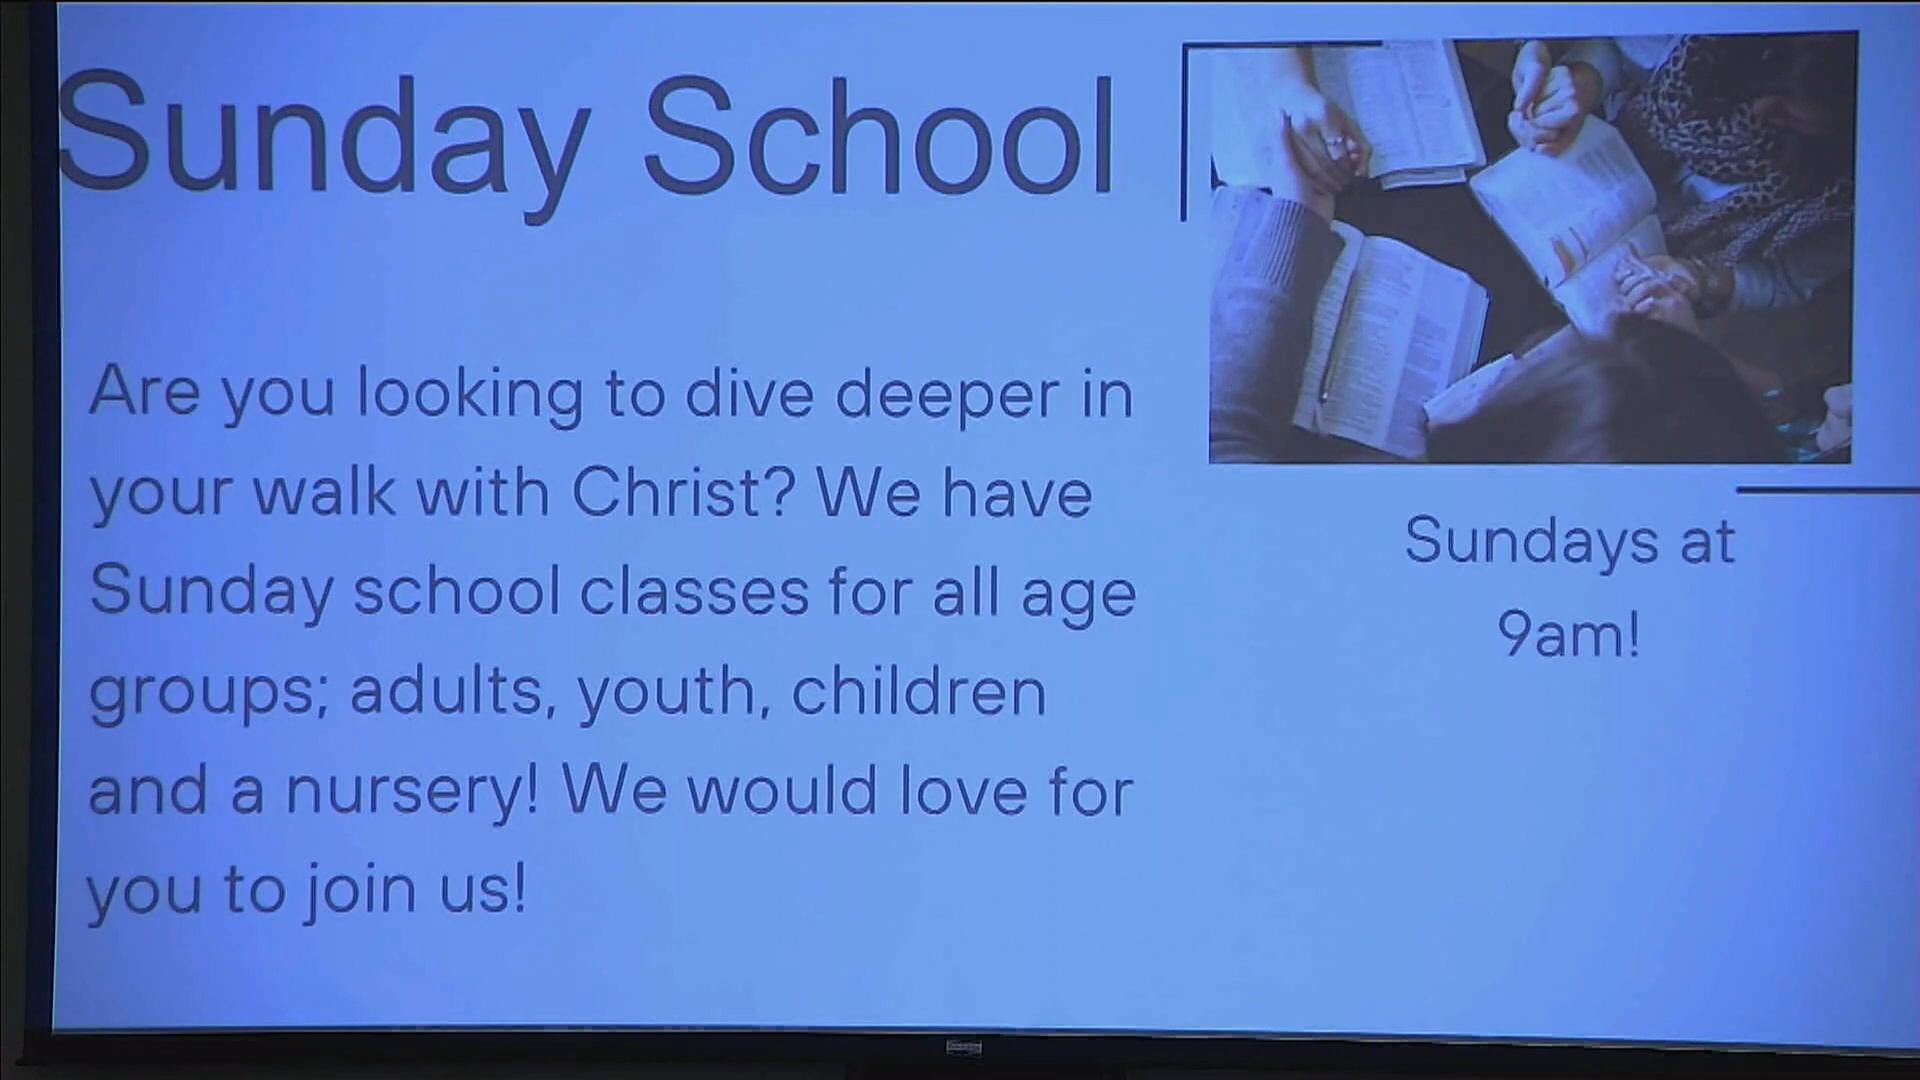 Sunday School
Are you looking to dive deeper in
your walk with Christ? We have
Sunday school classes for all age
groups; adults, youth, children
and a nursery! We would love for
you to join us!
Sundays at
9am!